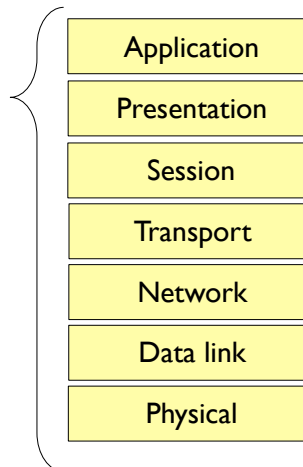 Application
Presentation
Session
Transport
Network
Data link
Physical